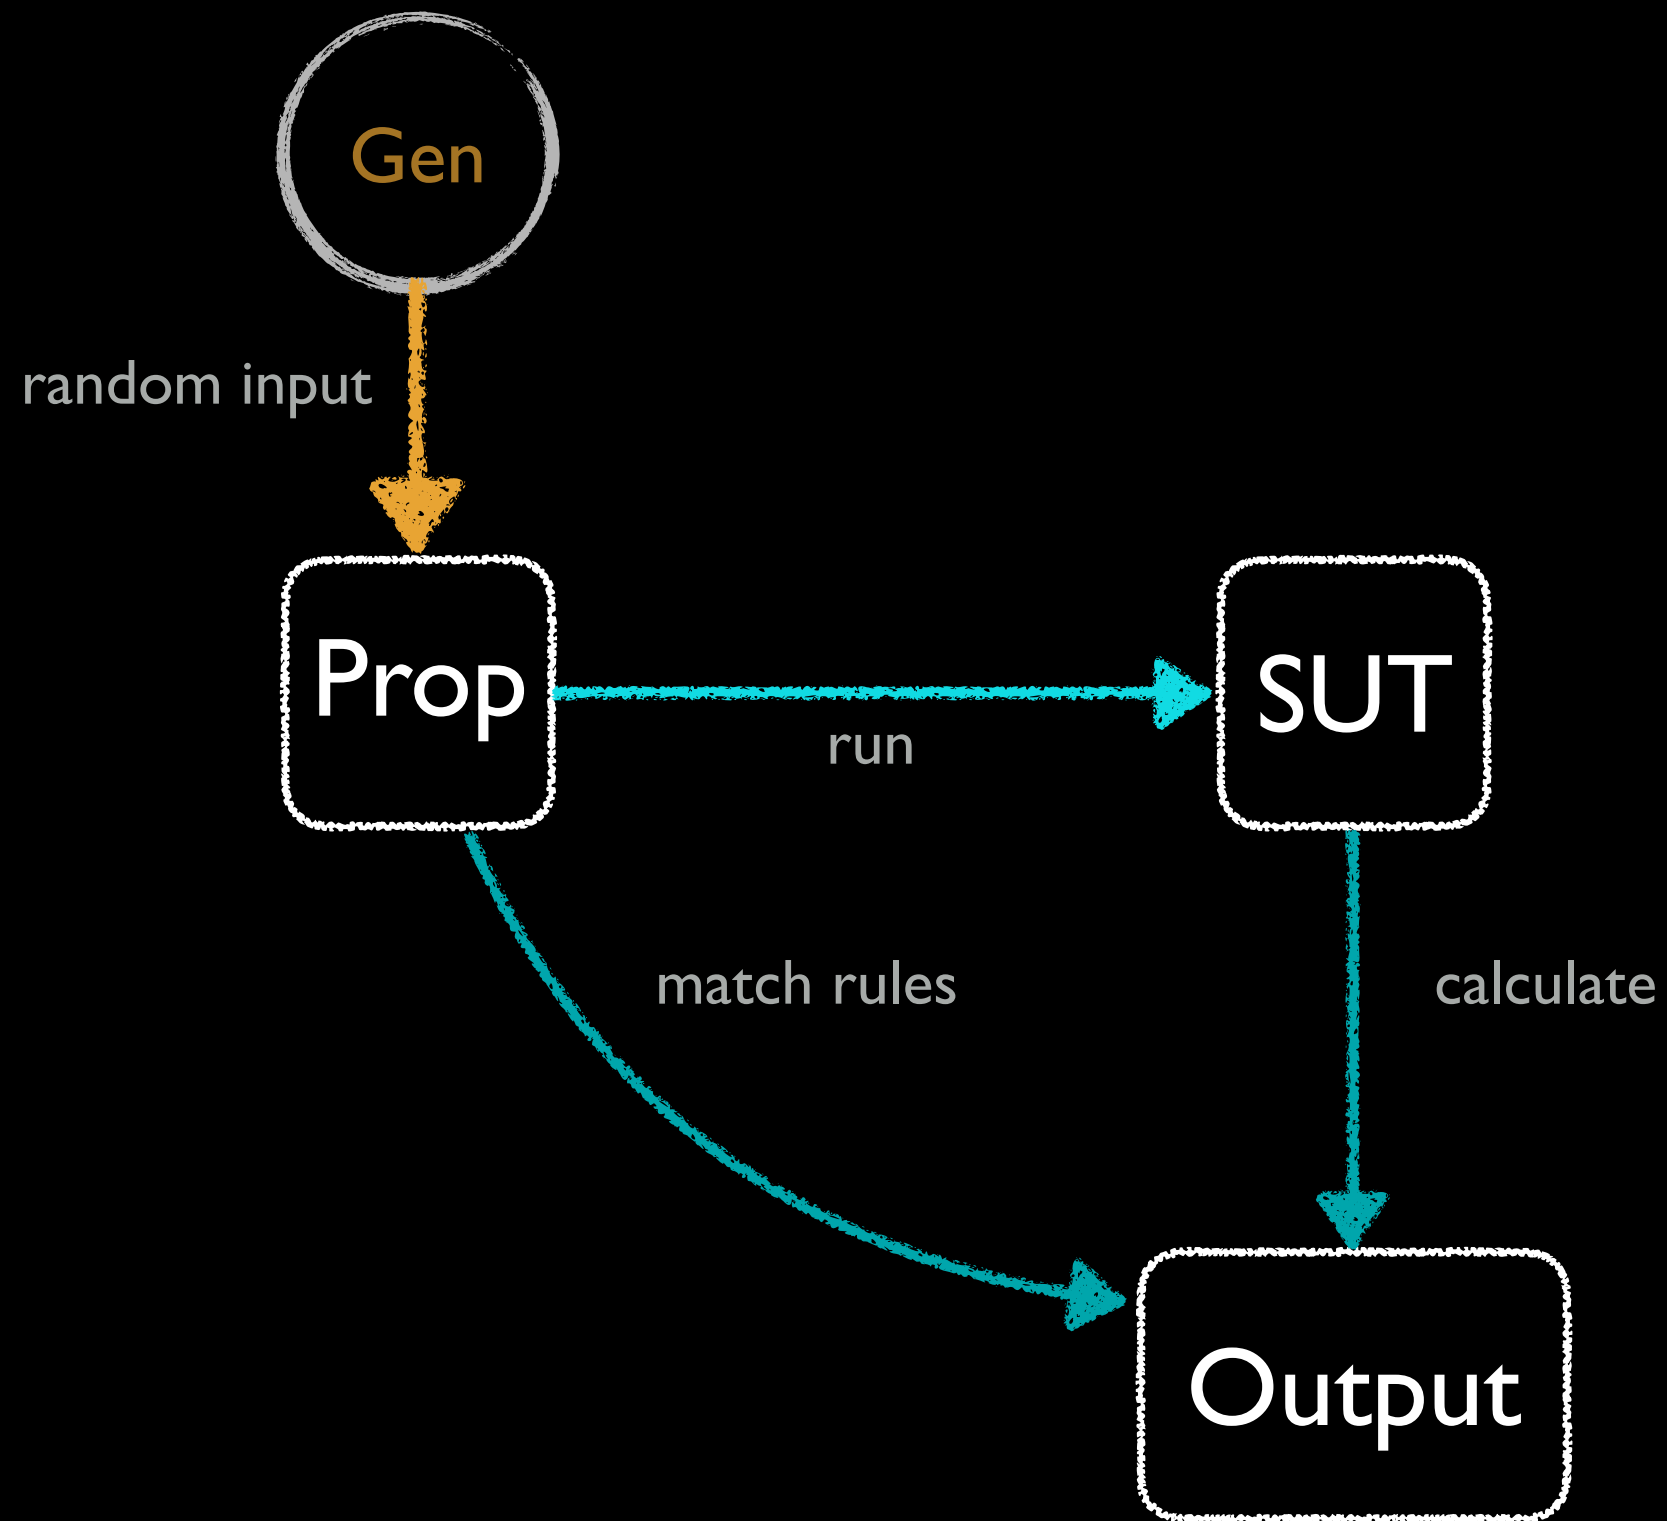 Gen
random input
Prop
SUT
run
match rules
calculate
Output